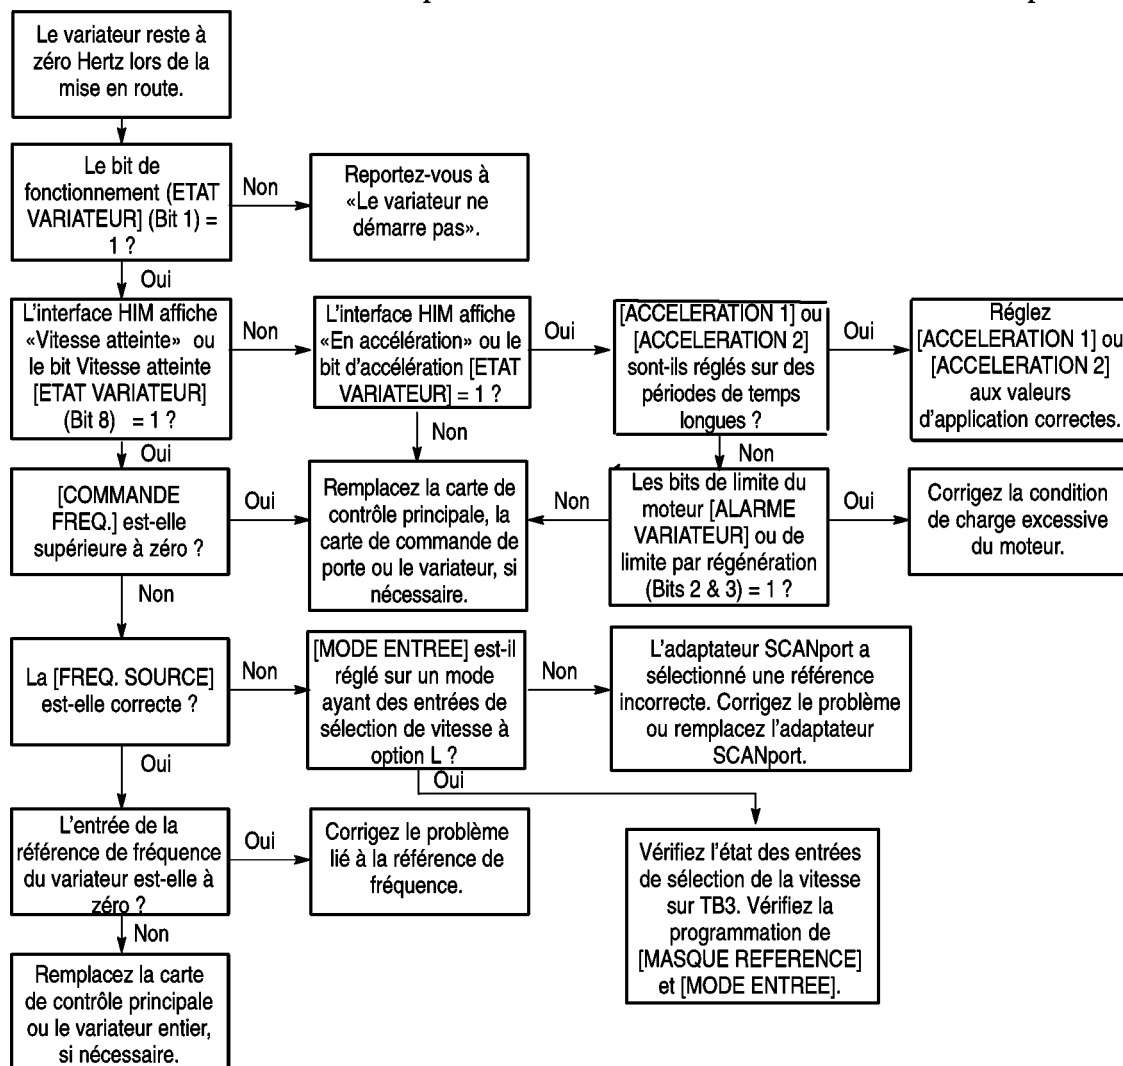 Le variateur reste à
zéro Hertz lors de la
mise en route.
Le bit de
fonctionnement (ETAT
VARIATEUR] (Bit 1) =
1 ?
Non
Reportez-vous à
«Le variateur ne
démarre pas».
Oui
L'interface HIM affiche
«Vitesse atteinte» ou
le bit Vitesse atteinte
[ETAT VARIATEUR]
(Bit 8) = 1 ?
Non
L'interface HIM affiche
«En accélération» ou le
bit d'accélération [ETAT
VARIATEUR] = 1 ?
Oui
[ACCELERATION 1] ou
[ACCELERATION 2]
sont-ils réglés sur des
périodes de temps
longues ?
Oui
Réglez
[ACCELERATION 1] ou
[ACCELERATION 2]
aux valeurs
d'application correctes.
Oui
Non
Non
[COMMANDE
FREQ.] est-elle
supérieure à zéro ?
Oui
Remplacez la carte de
contrôle principale, la
carte de commande de
porte ou le variateur, si
nécessaire.
Non
Les bits de limite du
moteur [ALARME
VARIATEUR] ou de
limite par régénération
(Bits 2 & 3) = 1 ?
Oui
Corrigez la condition
de charge excessive
du moteur.
Non
La [FREQ. SOURCE]
est-elle correcte ?
Non
[MODE ENTREE] est-il
réglé sur un mode
ayant des entrées de
sélection de vitesse à
option L ?
Non
L'adaptateur SCANport a
sélectionné une référence
incorrecte. Corrigez le problème
ou remplacez l'adaptateur
SCANport.
Oui
Oui
L'entrée de la
référence de fréquence
du variateur est-elle à
zéro ?
Oui
Corrigez le problème
lié à la référence de
fréquence.
Vérifiez l'état des entrées
de sélection de la vitesse
sur TB3. Vérifiez la
programmation de
[MASQUE REFERENCE]
et [MODE ENTREE].
Non
Remplacez la carte
de contrôle principale
ou le variateur entier,
si nécessaire.